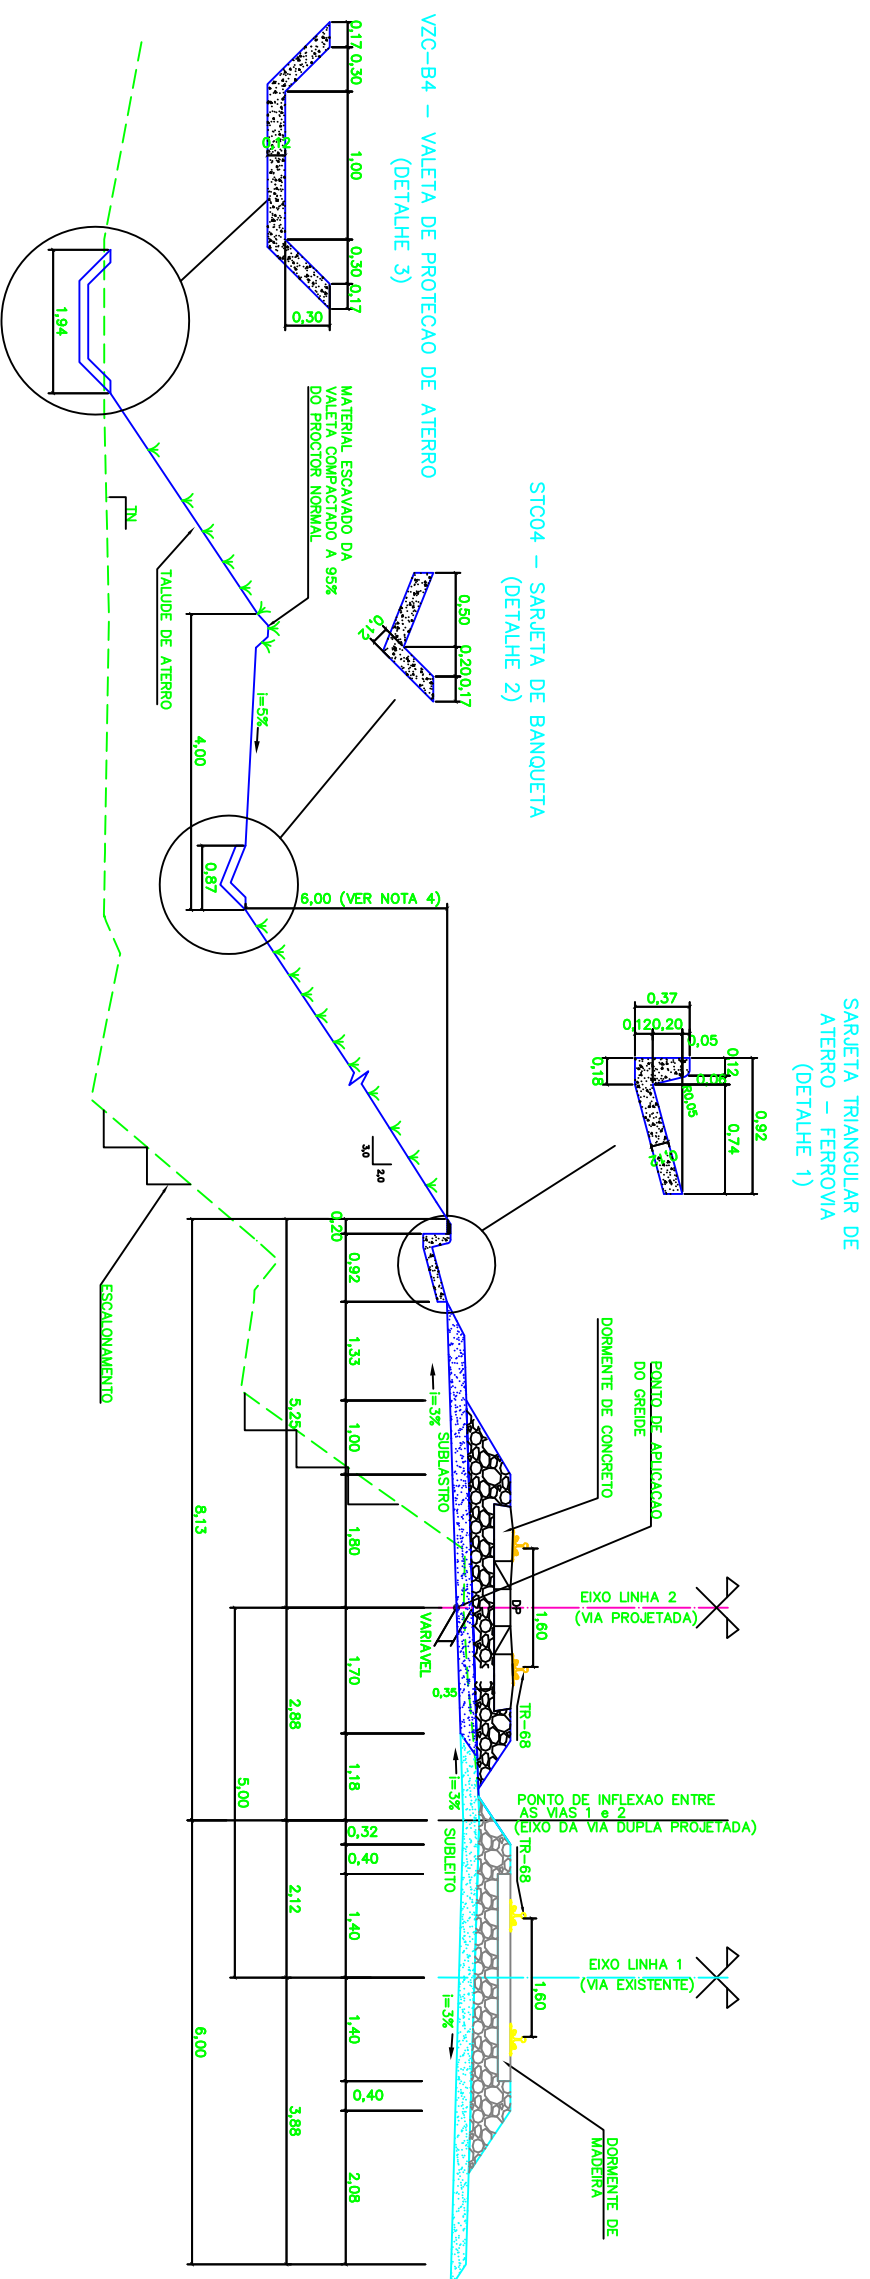 VZC-B4 - VALETA DE PROTECAO DE ATERRO
(DETALHE 3)
0,17
0,30
1,00
0,30
0,17
0,12
0,30
1,94
MATERIAL ESCAVADO DA
VALETA COMPACTADO A 95%
DO PROCTOR NORMAL
TN
TALUDE DE ATERRO
STC04 - SARJETA DE BANQUETA
(DETALHE 2)
0,50
0,20
0,17
0,12
i=5%
4,00
0,87
6,00 (VER NOTA 4)
SARJETA TRIANGULAR DE
ATERRO - FERROVIA
(DETALHE 1)
0,37
0,12
0,20
0,05
0,12
0,06
0,18
R0,05
0,74
0,92
3,0
2,0
ESCALONAMENTO
DORMENTE DE CONCRETO
PONTO DE APLICACAO
DO GREIDE
i=3%
SUBLASTRO
DP
1,60
EIXO LINHA 2
(VIA PROJETADA)
VARIAVEL
0,35
TR-68
i=3%
SUBLEITO
PONTO DE INFLEXAO ENTRE
AS VIAS 1 e 2
(EIXO DA VIA DUPLA PROJETADA)
TR-68
EIXO LINHA 1
(VIA EXISTENTE)
1,60
i=3%
DORMENTE DE
MADEIRA
0,20
0,92
1,33
1,00
1,80
1,70
1,18
0,32
0,40
1,40
1,40
0,40
2,08
5,25
2,88
2,12
3,88
5,00
8,13
6,00